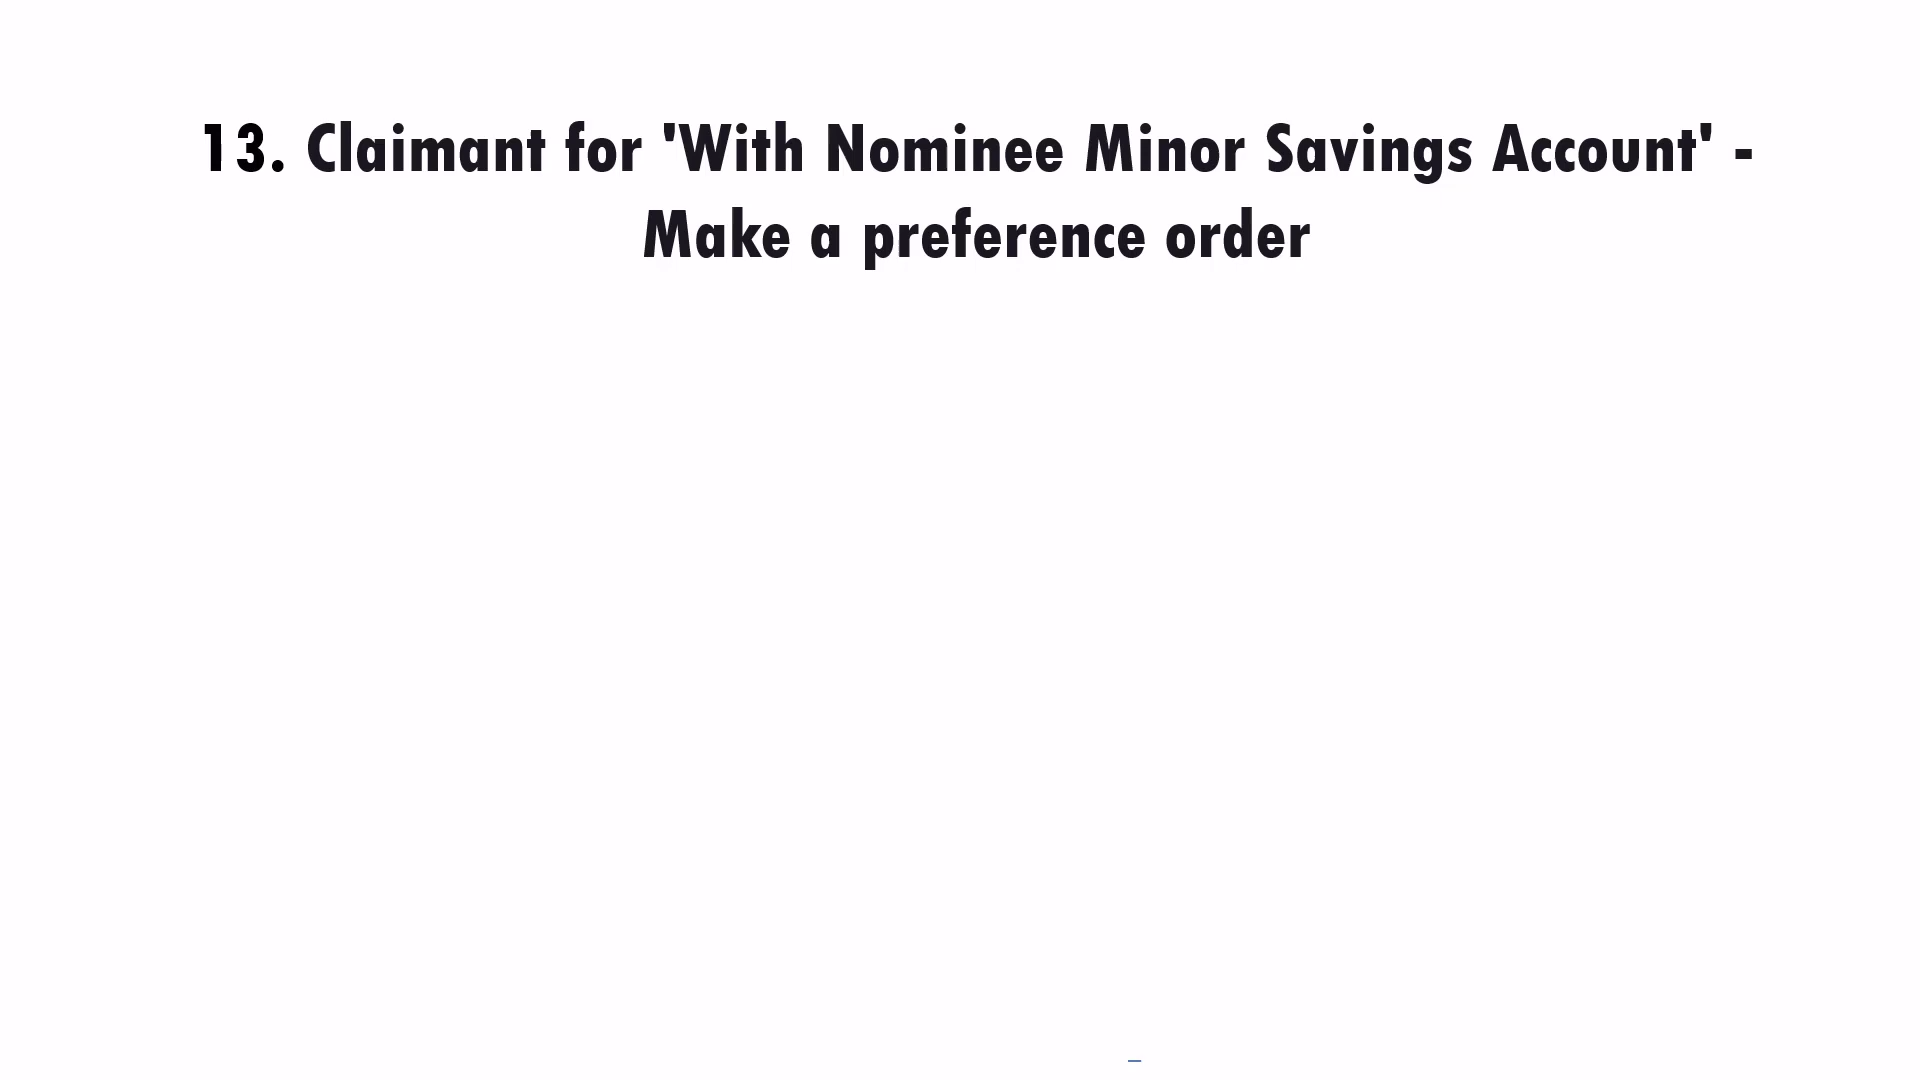 13. Claimant for 'With Nominee Minor Savings Account' -
Make a preference order